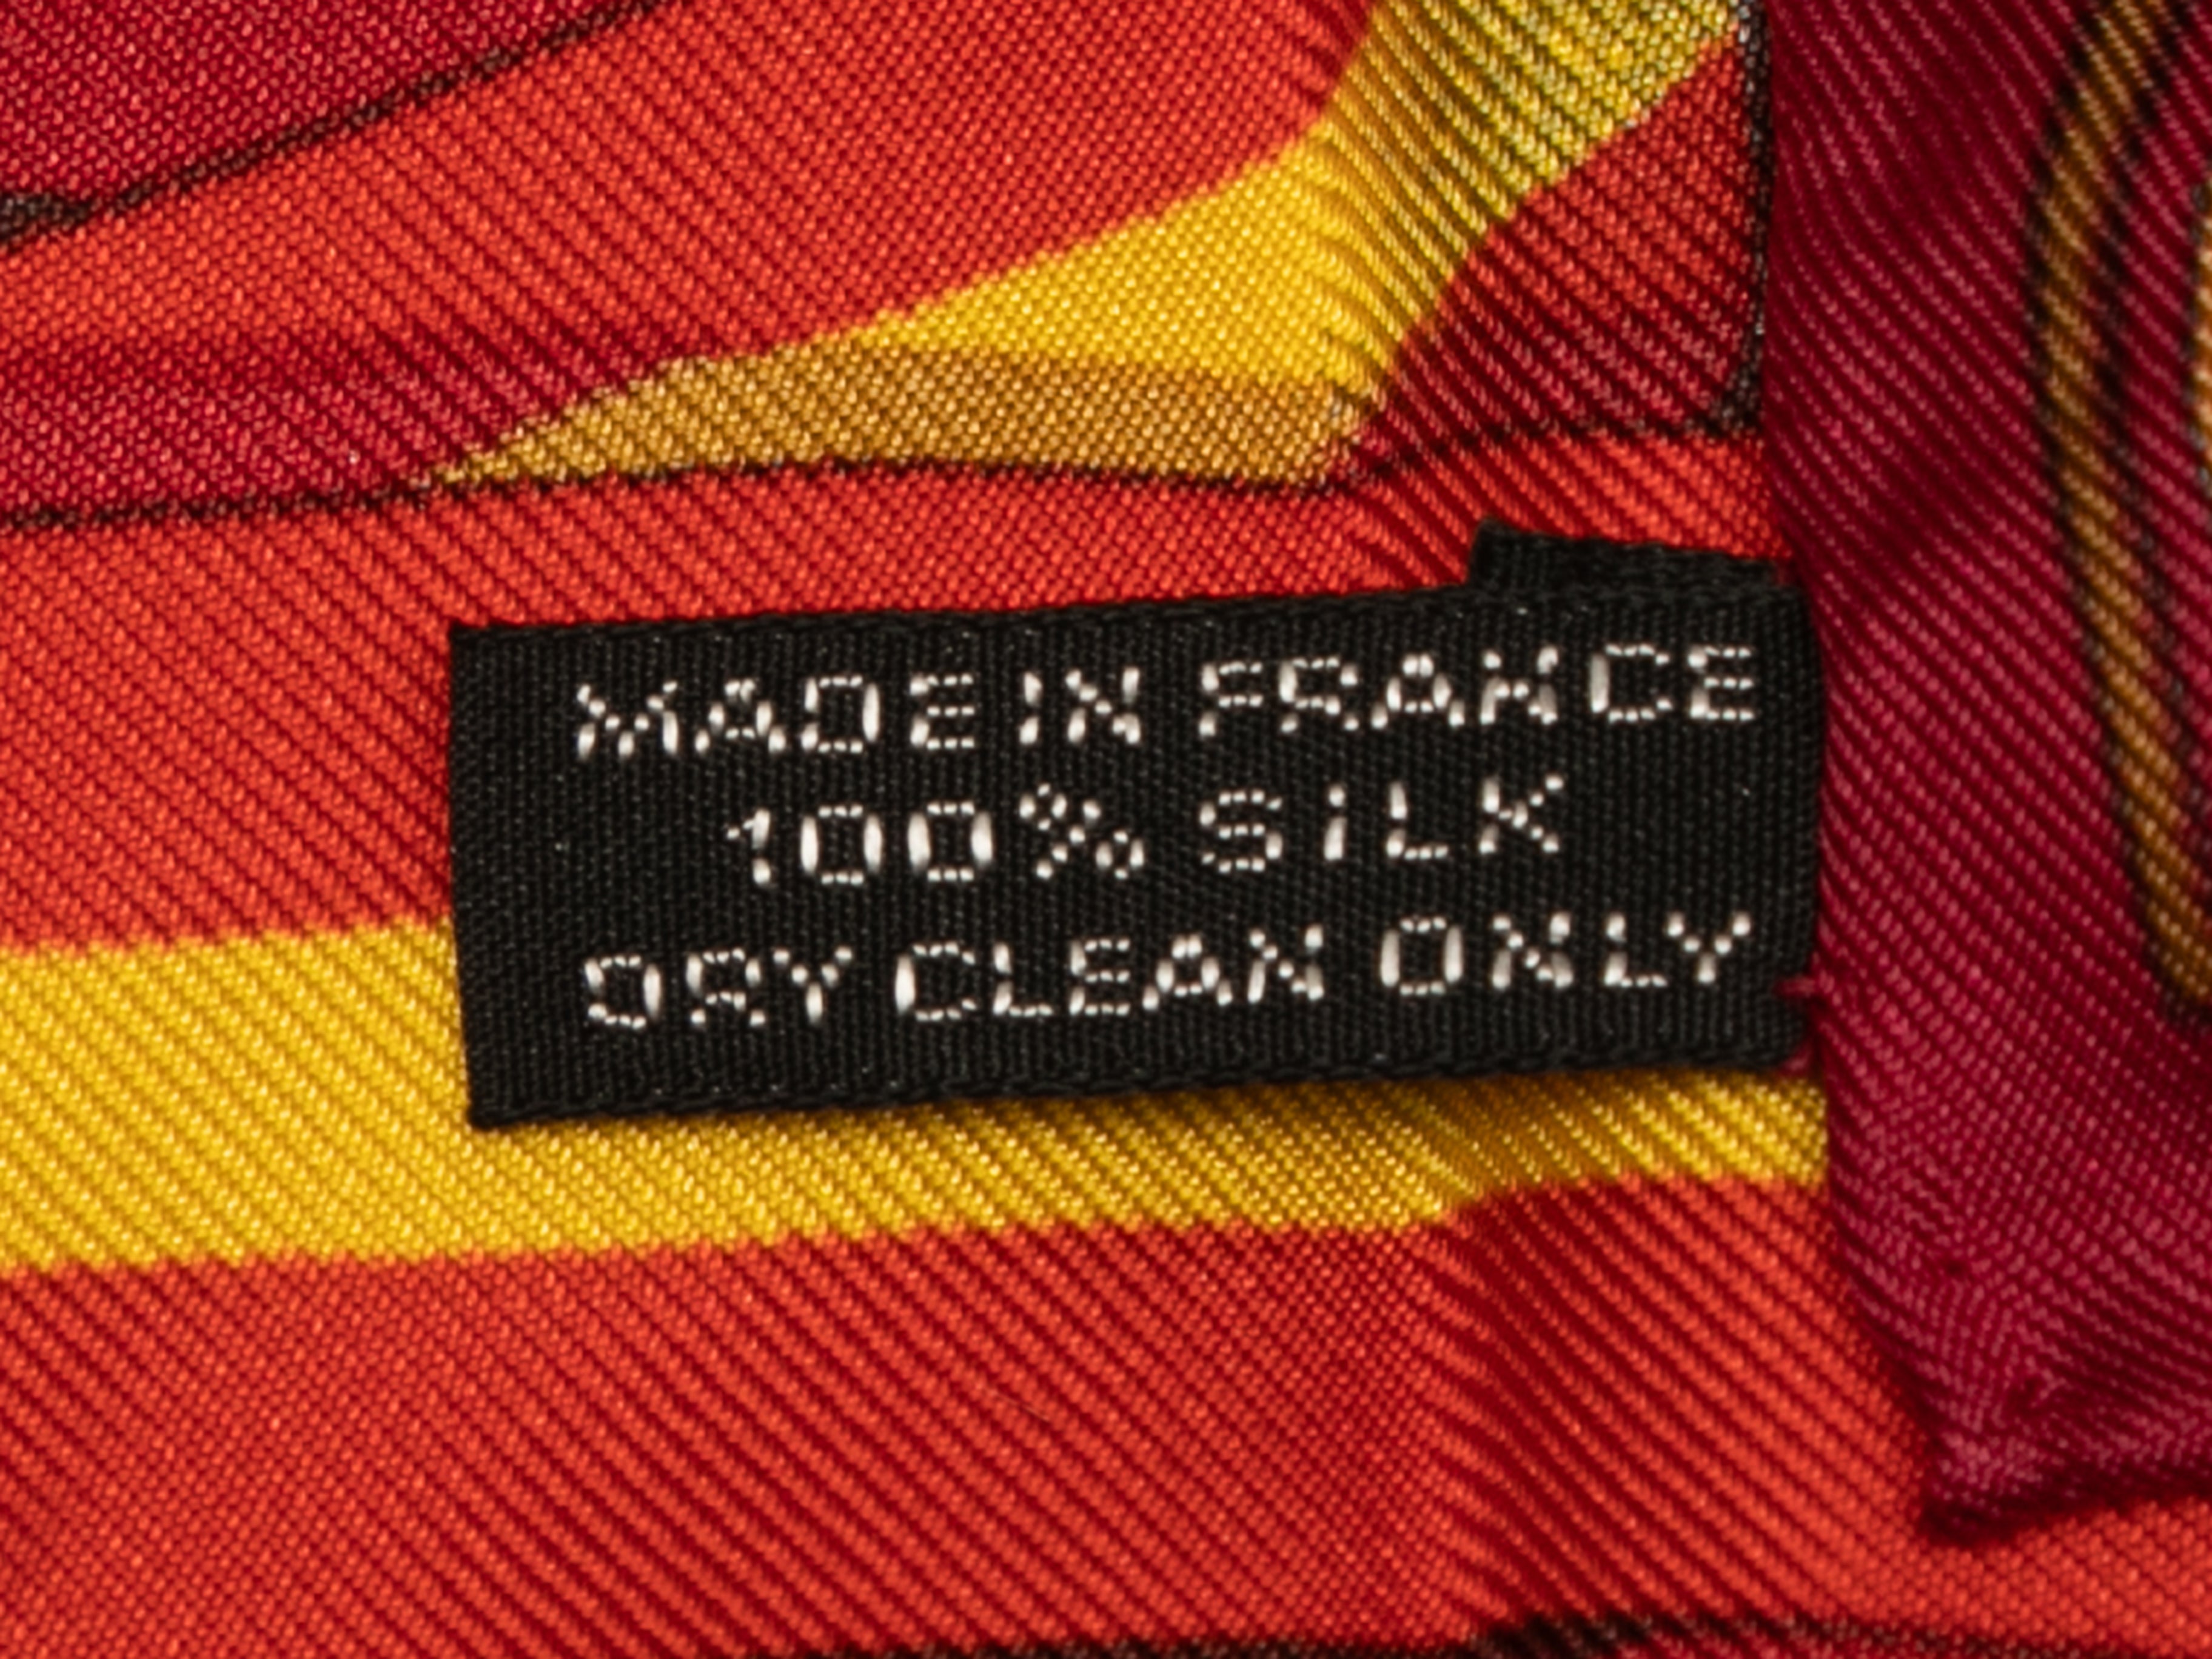 MADE IN FRANCE
100% SILK
DRY CLEAN ONLY